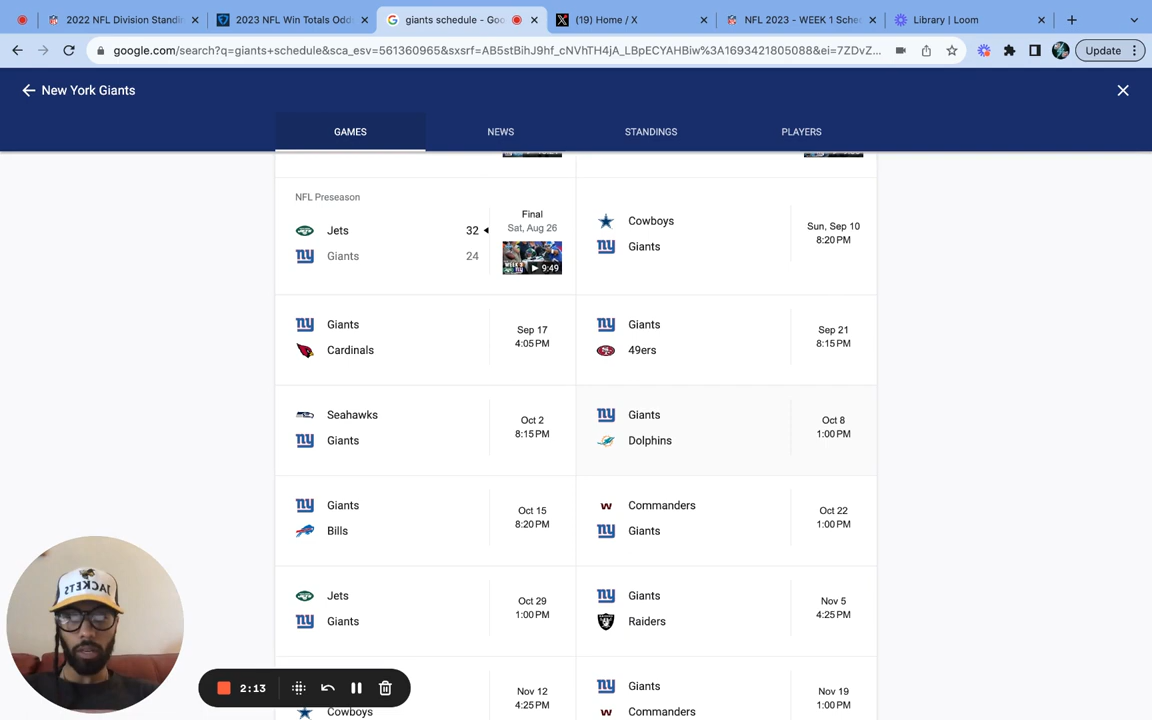 2022 NFL Division Standi
2023 NFL Win Totals Odd
giants schedule - Goo
(19) Home / X
NFL 2023 - WEEK 1 Sche
Library | Loom
google.com/search?q=giants+schedule&sca_esv=561360965&sxsrf=AB5stBihJ9hf_cNVhTH4jA_LBpECYAHBiw%3A1693421805088&ei=7ZDvZ...
Update
New York Giants
GAMES
NEWS
STANDINGS
PLAYERS
NFL Preseason
Jets 32
Giants 24
Final
Sat, Aug 26
9:49
Cowboys
Giants
Sun, Sep 10
8:20 PM
Giants
Cardinals
Sep 17
4:05 PM
Giants
49ers
Sep 21
8:15 PM
Seahawks
Giants
Oct 2
8:15 PM
Giants
Dolphins
Oct 8
1:00 PM
Giants
Bills
Oct 15
8:20 PM
Commanders
Giants
Oct 22
1:00 PM
Jets
Giants
Oct 29
1:00 PM
Giants
Raiders
Nov 5
4:25 PM
Cowboys
Nov 12
4:25 PM
Giants
Commanders
Nov 19
1:00 PM
JACKETS
2:13